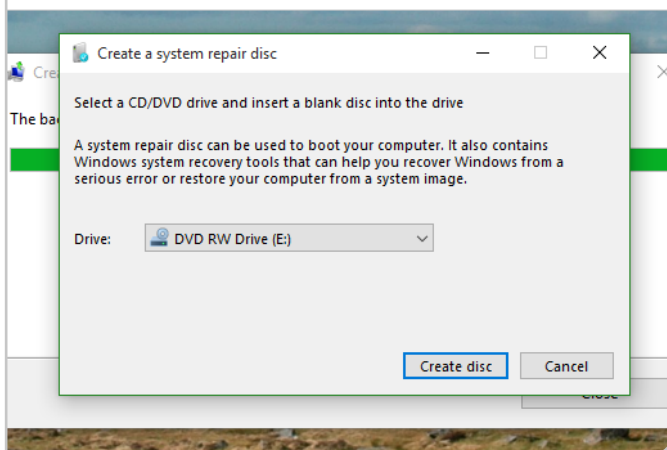 Create a system repair disc
Cre
The ba
Select a CD/DVD drive and insert a blank disc into the drive
A system repair disc can be used to boot your computer. It also contains
Windows system recovery tools that can help you recover Windows from a
serious error or restore your computer from a system image.
Drive: DVD RW Drive (E:)
Create disc Cancel
Close